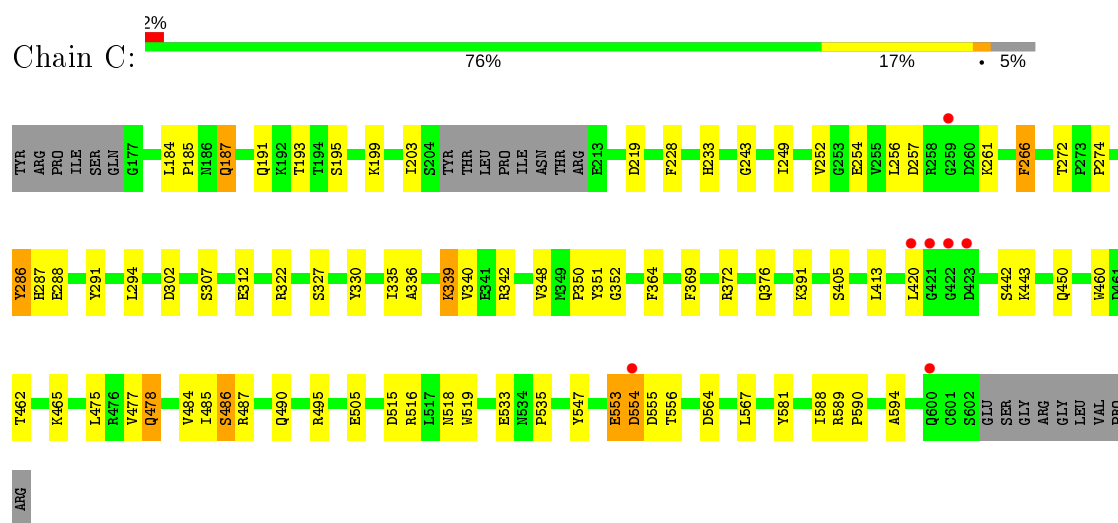 2%
Chain C:
76% 17% • 5%
TYR ARG PRO ILE SER GLN G177 L184 P185 N186 Q187 Q191 K192 T193 T194 S195 K199 I203 S204 TYR THR LEU PRO ILE ASN THR ARG E213 D219 F228 H233 G243 I249 V252 G253 E254 V255 L256 D257 R258 G259 D260 K261 F266 T272 P273 P274
Y286 H287 E288 Y291 L294 D302 S307 E312 R322 S327 Y330 I335 A336 K339 V340 E341 R342 V348 M349 P350 Y351 G352 F364 F369 R372 Q376 K391 S405 L413 L420 G421 G422 D423 S442 K443 Q450 W460 D461
T462 K465 L475 R476 V477 Q478 V484 I485 S486 R487 Q490 R495 E505 D515 R516 L517 N518 W519 E533 N534 P535 Y547 E553 D554 D555 T556 D564 L567 Y581 I588 R589 P590 A594 Q600 C601 S602 GLU SER GLY ARG GLY LEU VAL PRO
ARG